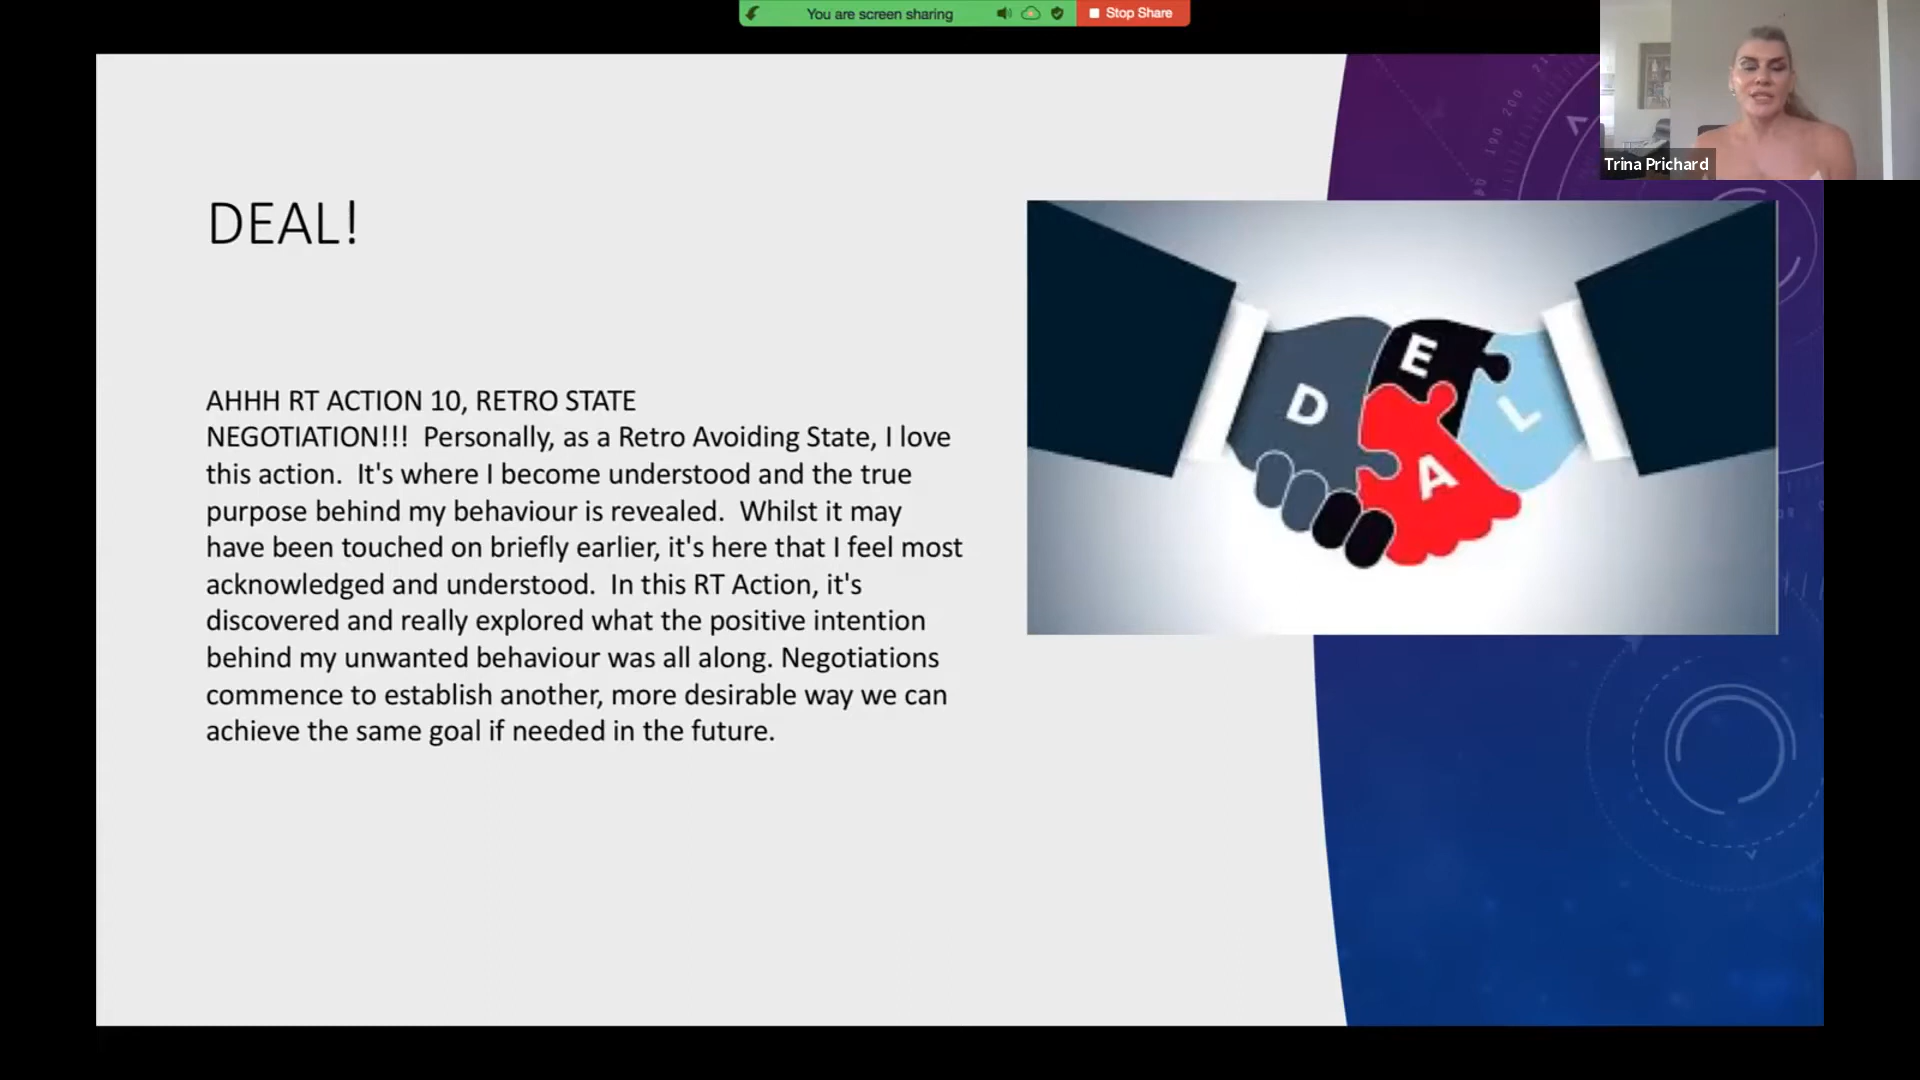 You are screen sharing
Stop Share
Trina Prichard
DEAL!
AHHH RT ACTION 10, RETRO STATE
NEGOTIATION!!!  Personally, as a Retro Avoiding State, I love
this action.  It's where I become understood and the true
purpose behind my behaviour is revealed.  Whilst it may
have been touched on briefly earlier, it's here that I feel most
acknowledged and understood.  In this RT Action, it's
discovered and really explored what the positive intention
behind my unwanted behaviour was all along. Negotiations
commence to establish another, more desirable way we can
achieve the same goal if needed in the future.
D
E
A
L
190 200